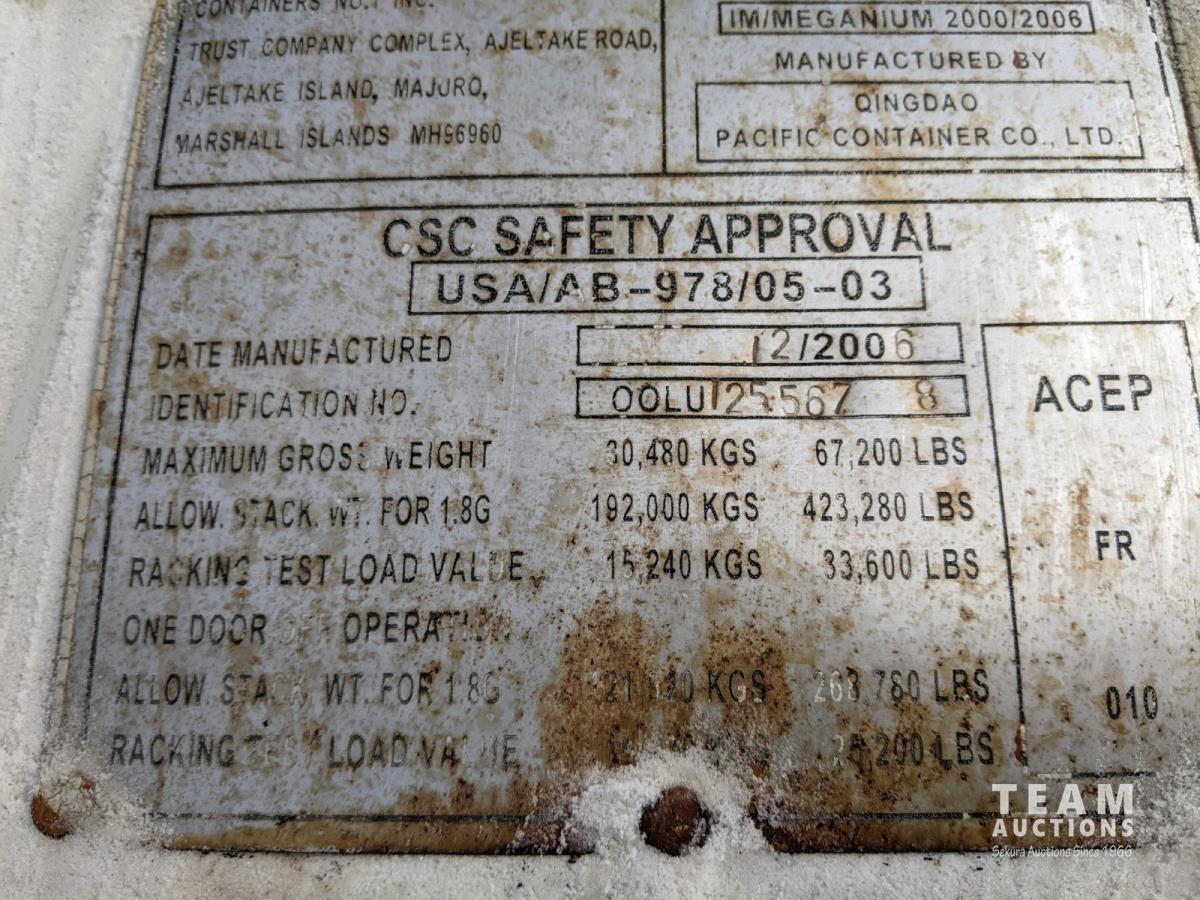 CONTAINERS NO.1 INC.
TRUST COMPANY COMPLEX, AJELTAKE ROAD,
AJELTAKE ISLAND, MAJURO,
MARSHALL ISLANDS MH96960
IM/MEGANIUM 2000/2006
MANUFACTURED BY
QINGDAO
PACIFIC CONTAINER CO., LTD.
CSC SAFETY APPROVAL
USA/AB-978/05-03
DATE MANUFACTURED 12/2006
IDENTIFICATION NO. OOLU 125567 8
MAXIMUM GROSS WEIGHT 30,480 KGS 67,200 LBS
ALLOW. STACK. WT. FOR 1.8G 192,000 KGS 423,280 LBS
RACKING TEST LOAD VALUE 15,240 KGS 33,600 LBS
ONE DOOR OFF OPERATION
ALLOW. STACK. WT. FOR 1.8G KGS 268,780 LBS
RACKING TEST LOAD VALUE KGS LBS
ACEP
FR
010
TEAM
AUCTIONS
Sekura Auctions Since 1966